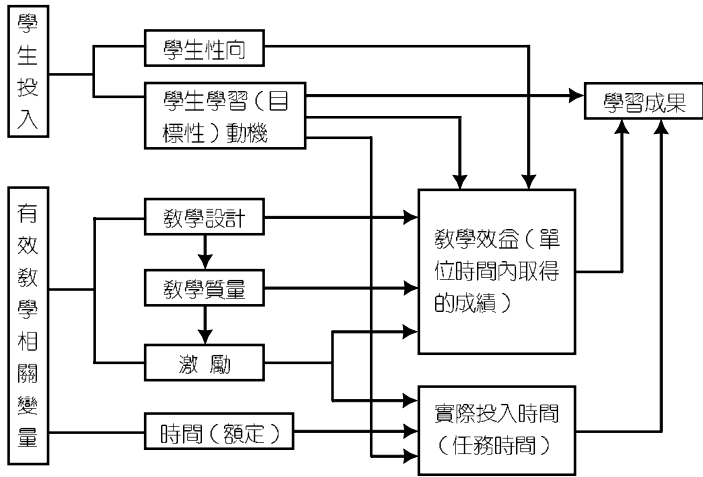 學生投入
學生性向
學生學習（目
標性）動機
學習成果
有效教學相關變量
教學設計
教學質量
激勵
時間（額定）
教學效益（單
位時間內取得
的成績）
實際投入時間
（任務時間）